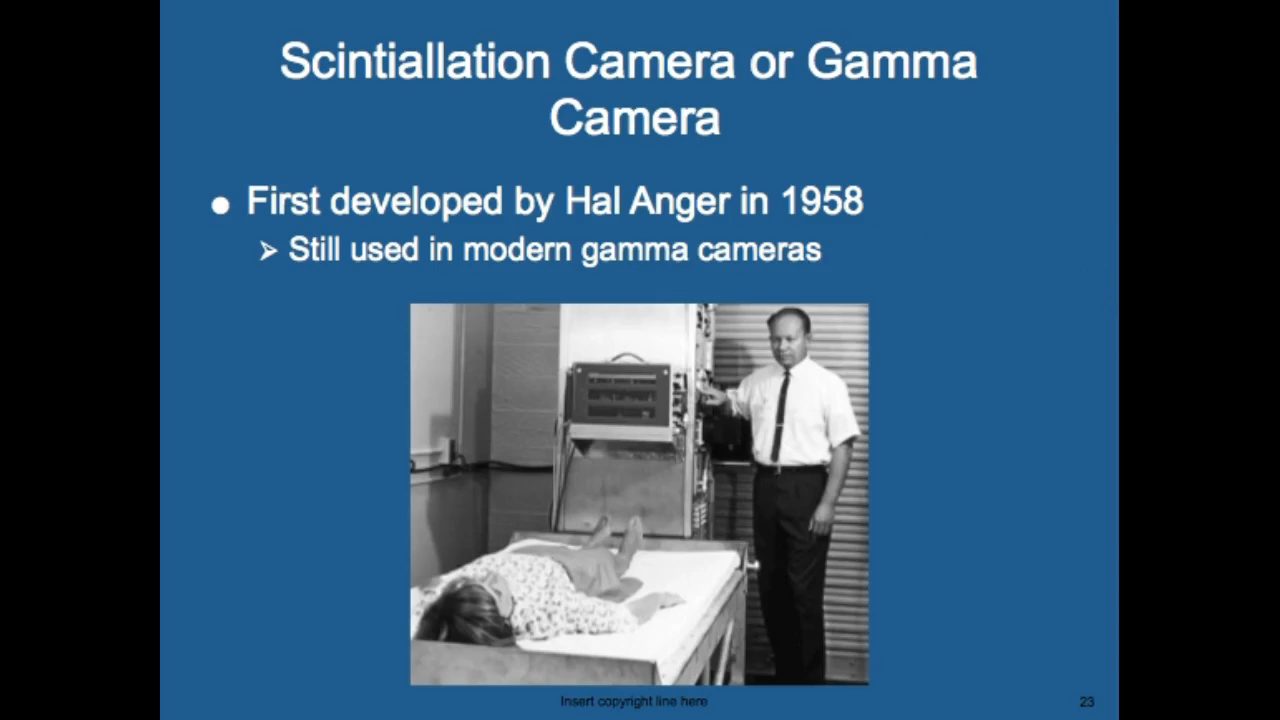 Scintiallation Camera or Gamma
Camera
● First developed by Hal Anger in 1958
➢ Still used in modern gamma cameras
Insert copyright line here
23